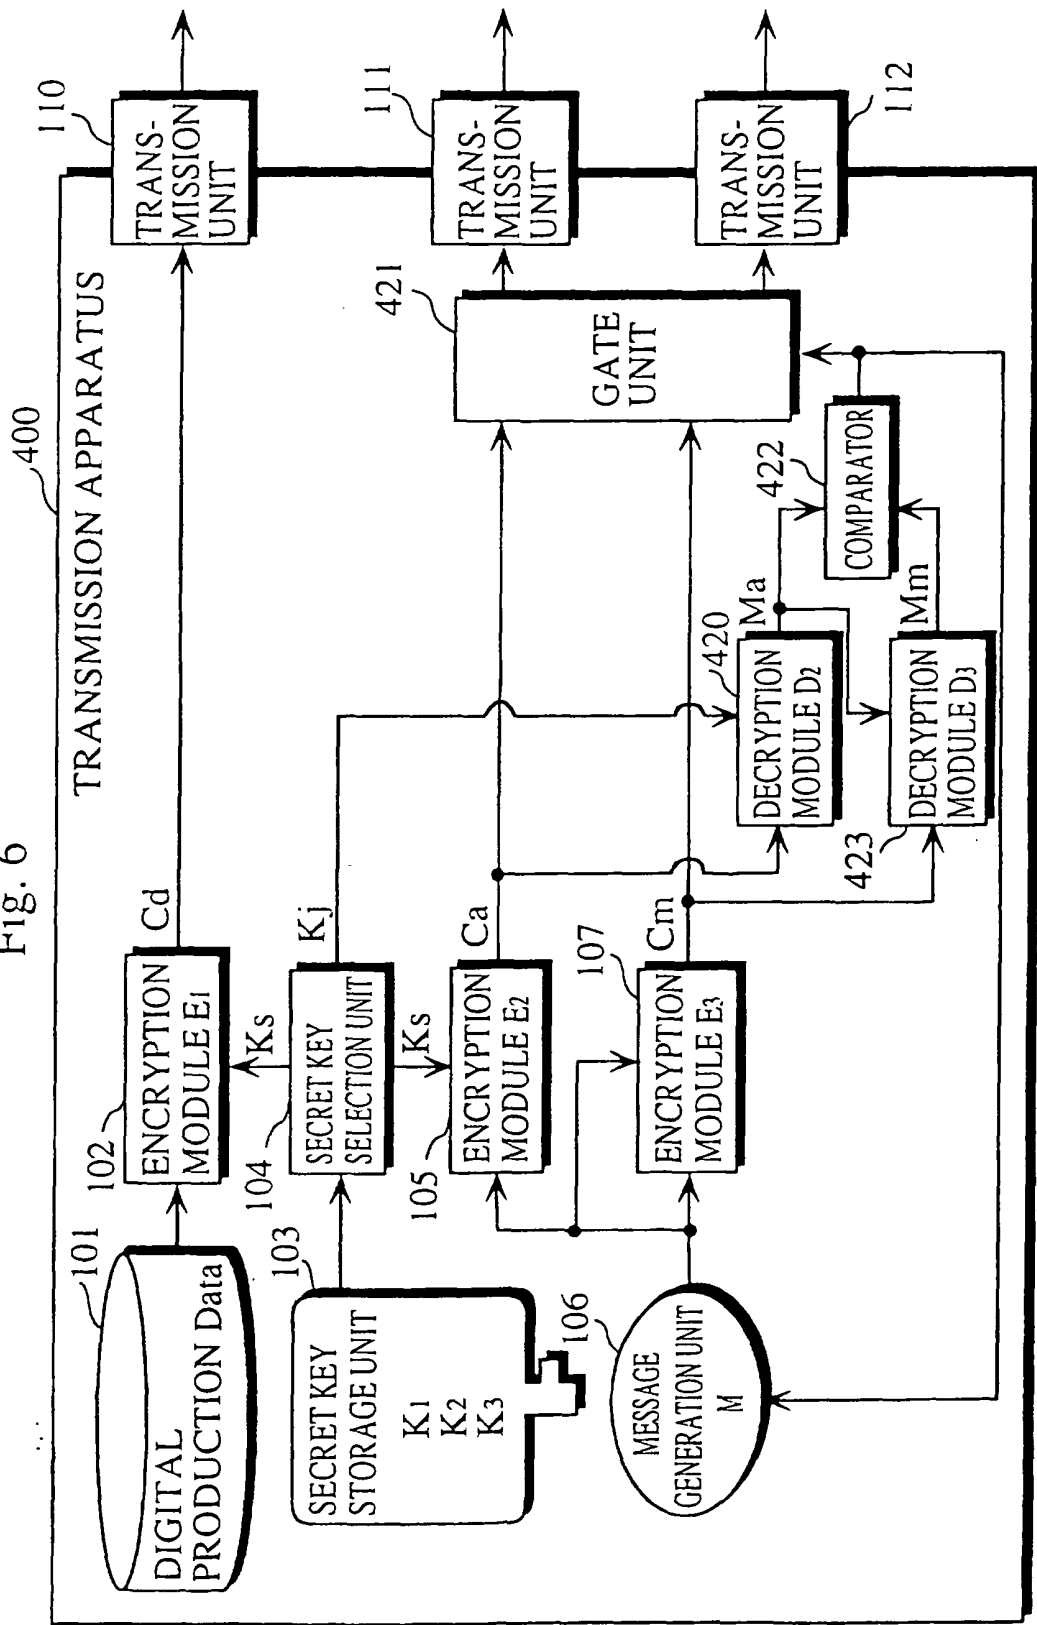 Fig. 6
400
TRANSMISSION APPARATUS
101
DIGITAL
PRODUCTION Data
102
ENCRYPTION
MODULE E1
Cd
110
TRANS-
MISSION
UNIT
Ks
103
SECRET KEY
STORAGE UNIT
K1
K2
K3
104
SECRET KEY
SELECTION UNIT
Kj
Ks
105
ENCRYPTION
MODULE E2
Ca
421
GATE
UNIT
111
TRANS-
MISSION
UNIT
106
MESSAGE
GENERATION UNIT
M
107
ENCRYPTION
MODULE E3
Cm
112
TRANS-
MISSION
UNIT
420
DECRYPTION
MODULE D2
Ma
422
COMPARATOR
423
DECRYPTION
MODULE D3
Mm